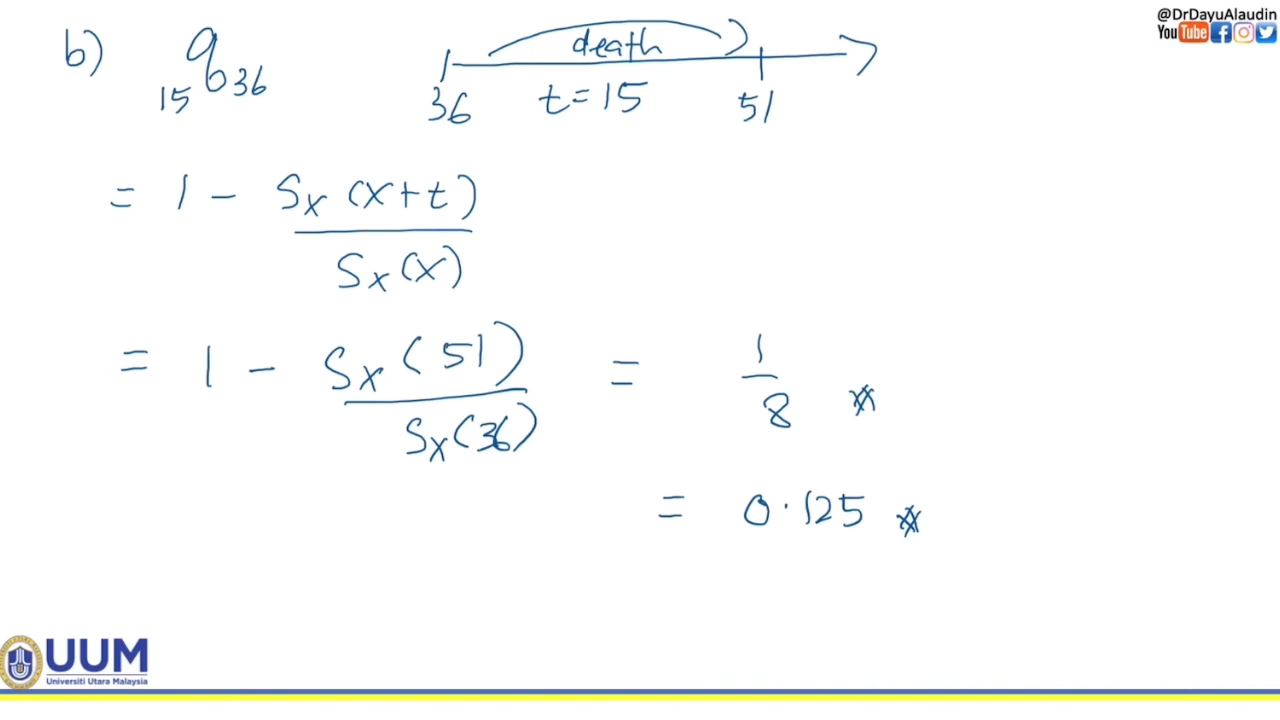 @DrDayuAlaudin
YouTube
b) ₁₅q₃₆ death
36 t=15 51
= 1 - Sx(x+t)
Sx(x)
= 1 - Sx(51) = 1
Sx(36) 8
= 0.125
UUM
Universiti Utara Malaysia